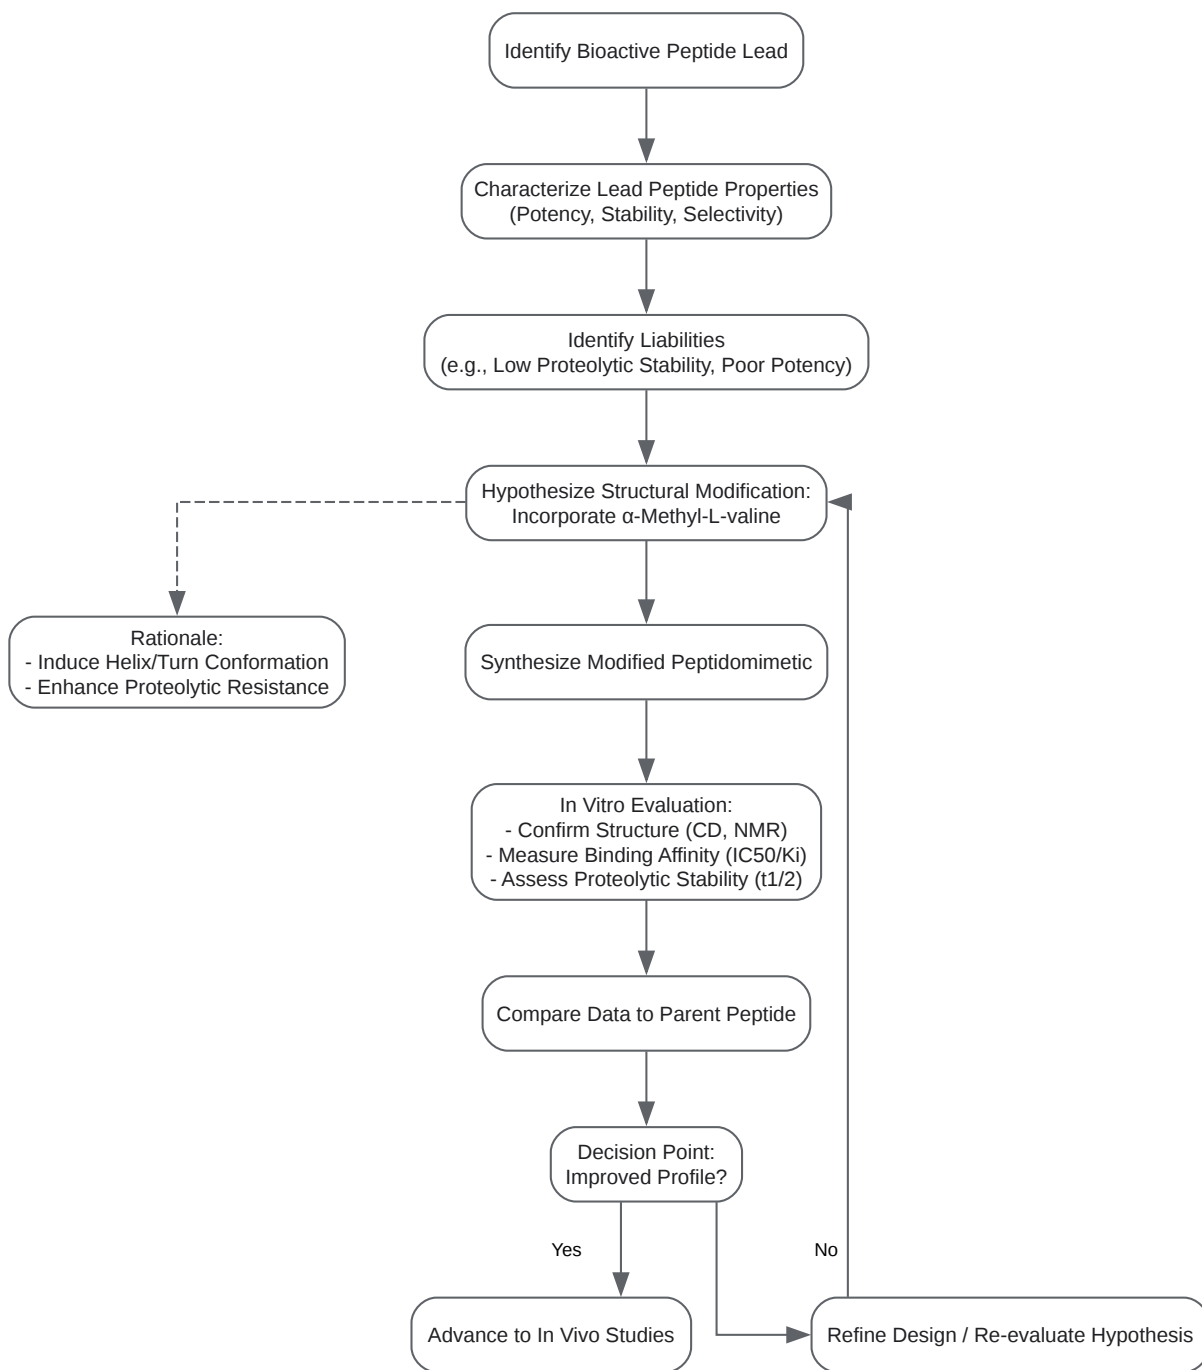 Identify Bioactive Peptide Lead
Characterize Lead Peptide Properties
(Potency, Stability, Selectivity)
Identify Liabilities
(e.g., Low Proteolytic Stability, Poor Potency)
Hypothesize Structural Modification:
Incorporate α-Methyl-L-valine
Rationale:
- Induce Helix/Turn Conformation
- Enhance Proteolytic Resistance
Synthesize Modified Peptidomimetic
In Vitro Evaluation:
- Confirm Structure (CD, NMR)
- Measure Binding Affinity (IC50/Ki)
- Assess Proteolytic Stability (t1/2)
Compare Data to Parent Peptide
Decision Point:
Improved Profile?
Yes
No
Advance to In Vivo Studies
Refine Design / Re-evaluate Hypothesis